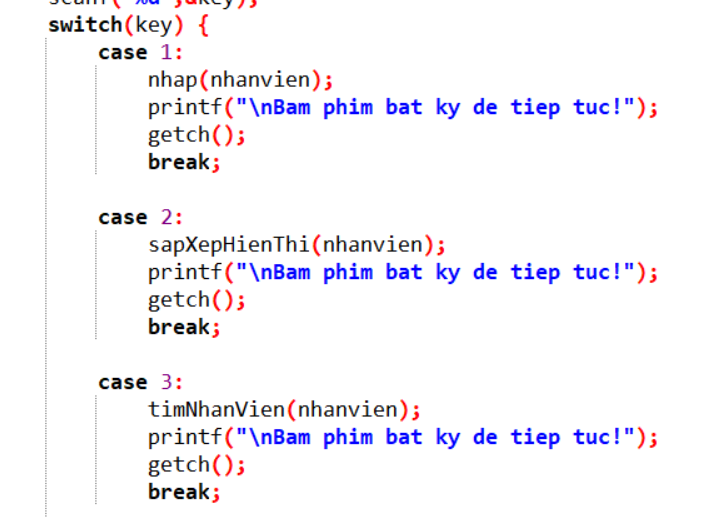 switch(key) {
case 1:
nhap(nhanvien);
printf("\nBam phim bat ky de tiep tuc!");
getch();
break;
case 2:
sapXepHienThi(nhanvien);
printf("\nBam phim bat ky de tiep tuc!");
getch();
break;
case 3:
timNhanVien(nhanvien);
printf("\nBam phim bat ky de tiep tuc!");
getch();
break;